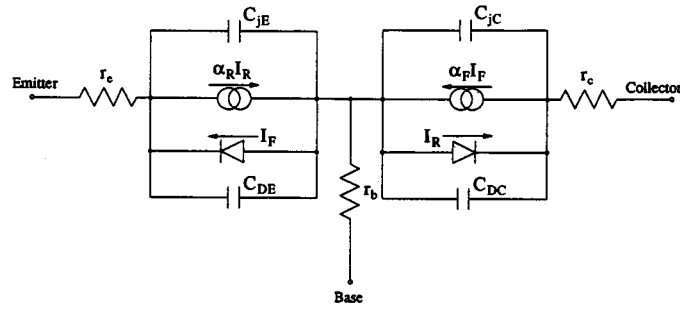 C_jE
C_jC
r_e
α_R I_R
α_F I_F
r_c
Emitter
Collector
I_F
I_R
C_DE
C_DC
r_b
Base